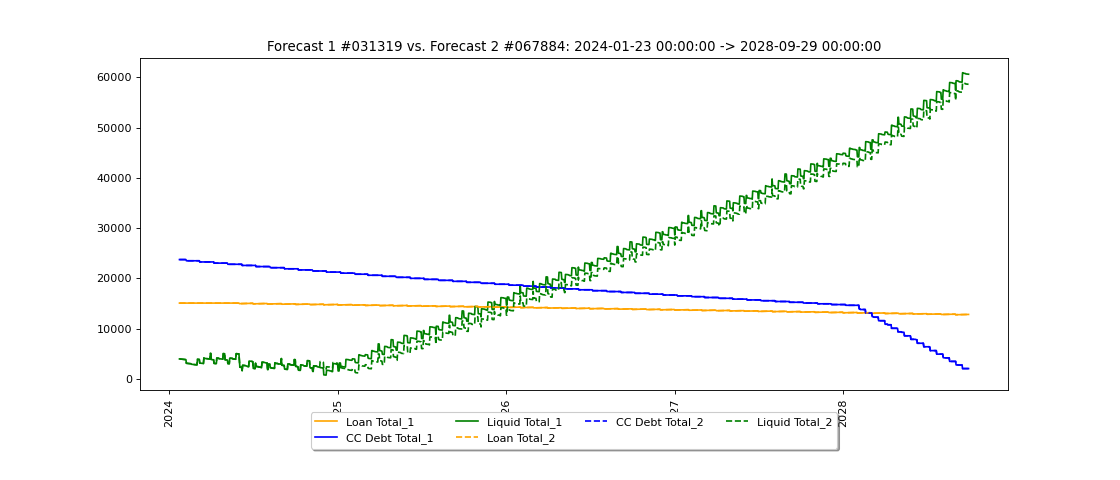 Forecast 1 #031319 vs. Forecast 2 #067884: 2024-01-23 00:00:00 -> 2028-09-29 00:00:00
60000
50000
40000
30000
20000
10000
0
2024
25
26
27
2028
Loan Total_1
Liquid Total_1
CC Debt Total_2
Liquid Total_2
CC Debt Total_1
Loan Total_2